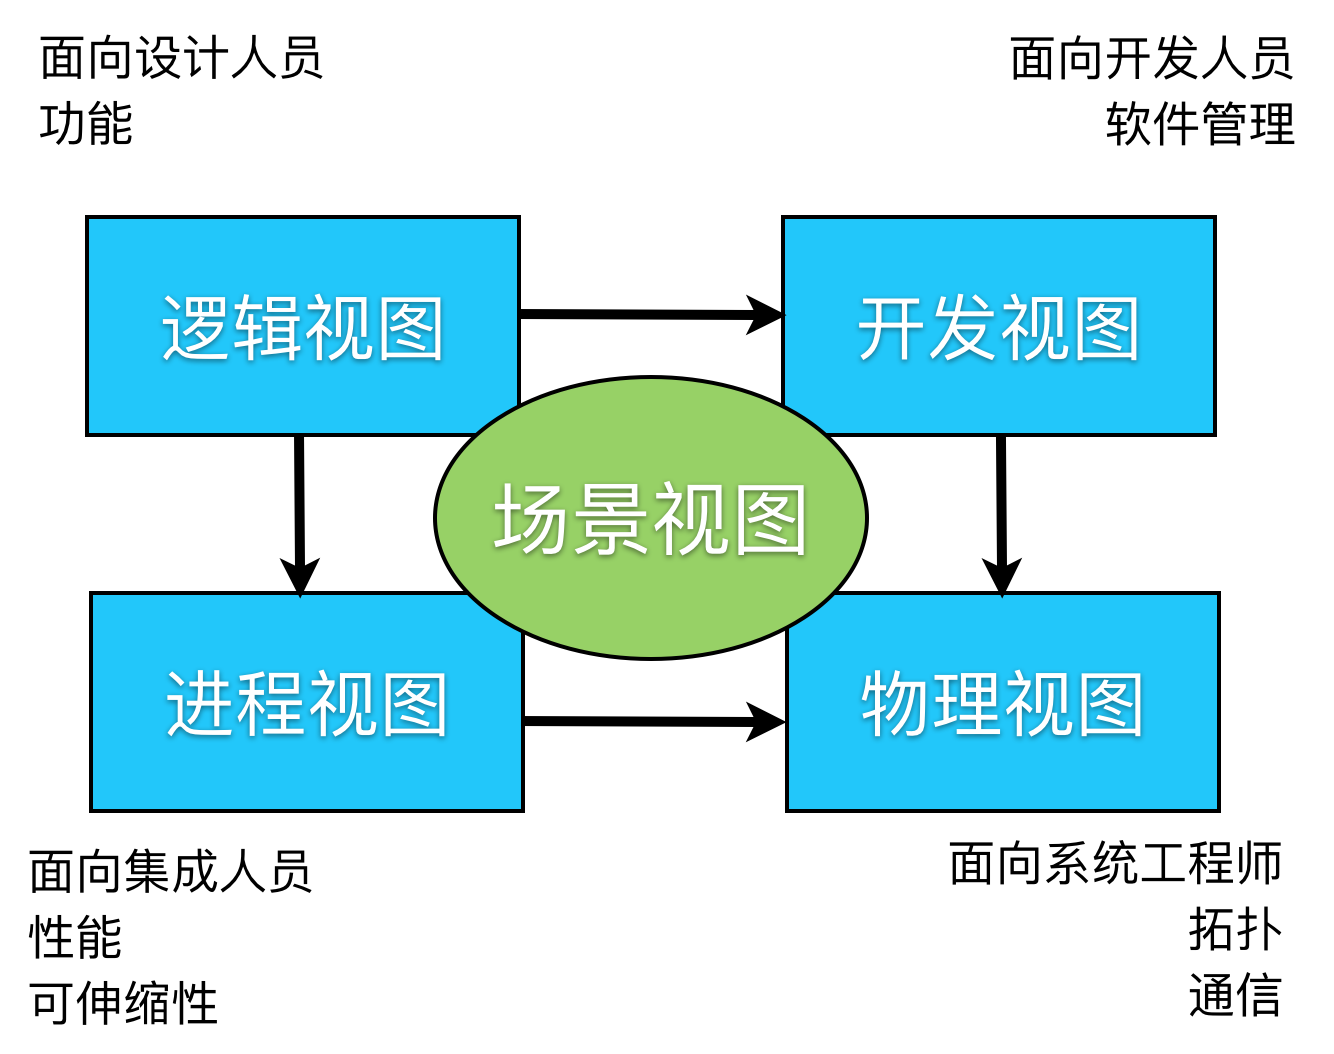 面向设计人员
功能
面向开发人员
软件管理
逻辑视图
开发视图
场景视图
进程视图
物理视图
面向集成人员
性能
可伸缩性
面向系统工程师
拓扑
通信